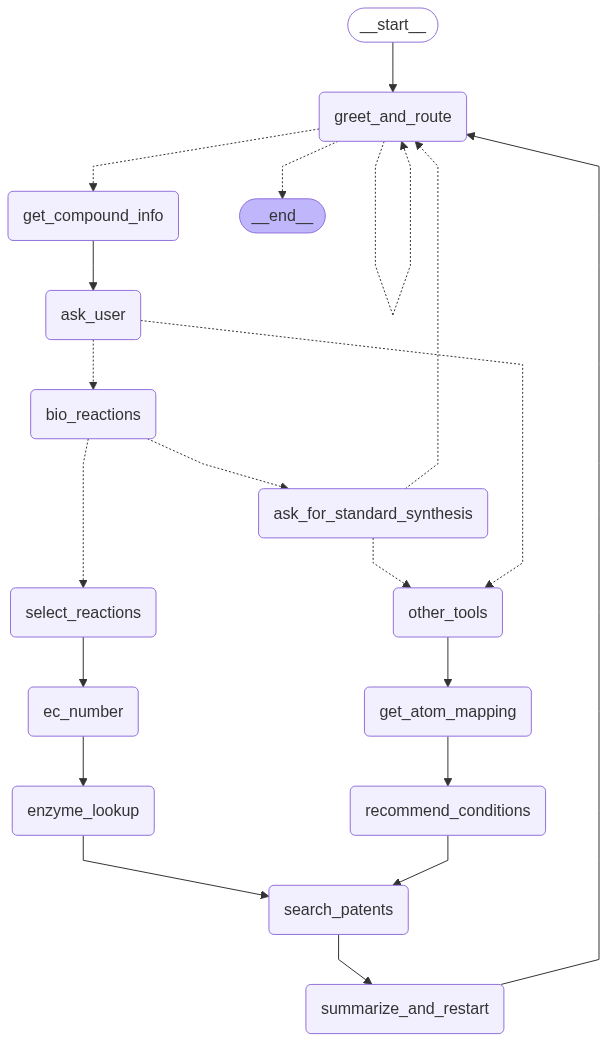 __start__
greet_and_route
get_compound_info
__end__
ask_user
bio_reactions
ask_for_standard_synthesis
select_reactions
other_tools
ec_number
get_atom_mapping
enzyme_lookup
recommend_conditions
search_patents
summarize_and_restart